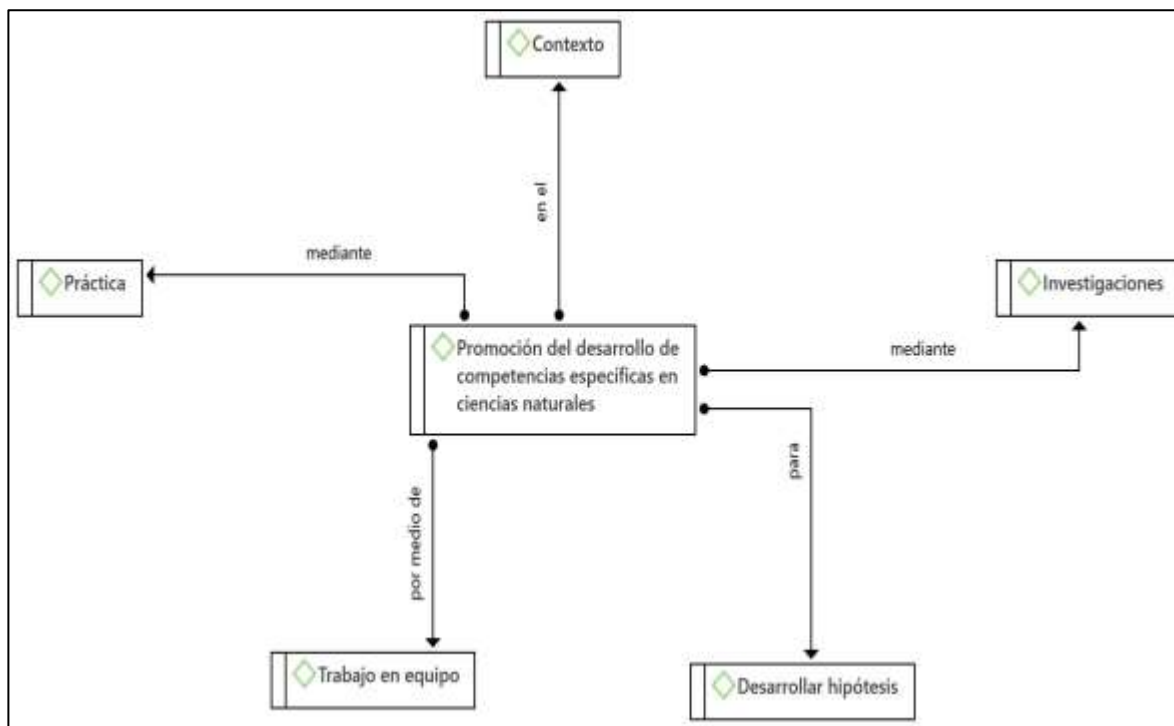 Contexto
en el
mediante
Práctica
Investigaciones
Promoción del desarrollo de
competencias específicas en
ciencias naturales
mediante
para
por medio de
Trabajo en equipo
Desarrollar hipótesis